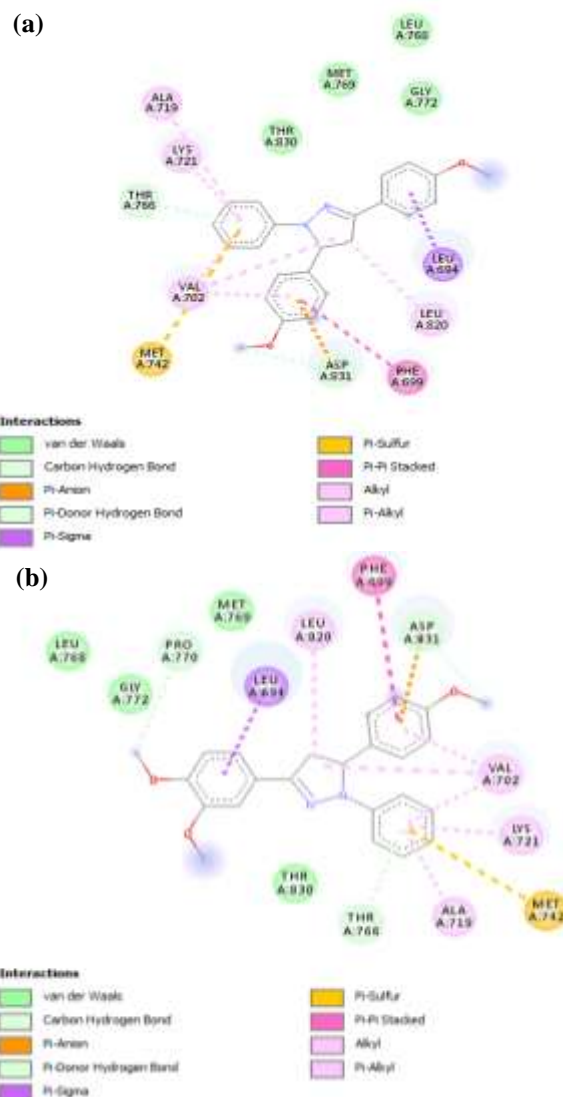 (a)
LEU
A:768
MET
A:769
GLY
A:772
ALA
A:719
THR
A:830
LYS
A:721
THR
A:766
N
N
O
LEU
A:694
VAL
A:702
LEU
A:820
MET
A:742
O
ASP
A:831
PHE
A:699
Interactions
van der Waals
Carbon Hydrogen Bond
Pi-Anion
Pi-Donor Hydrogen Bond
Pi-Sigma
Pi-Sulfur
Pi-Pi Stacked
Alkyl
Pi-Alkyl
(b)
PHE
A:699
MET
A:769
LEU
A:820
ASP
A:831
LEU
A:768
PRO
A:770
GLY
A:772
LEU
A:694
O
VAL
A:702
O
N
N
LYS
A:721
O
THR
A:830
THR
A:766
ALA
A:719
MET
A:742
Interactions
van der Waals
Carbon Hydrogen Bond
Pi-Anion
Pi-Donor Hydrogen Bond
Pi-Sigma
Pi-Sulfur
Pi-Pi Stacked
Alkyl
Pi-Alkyl